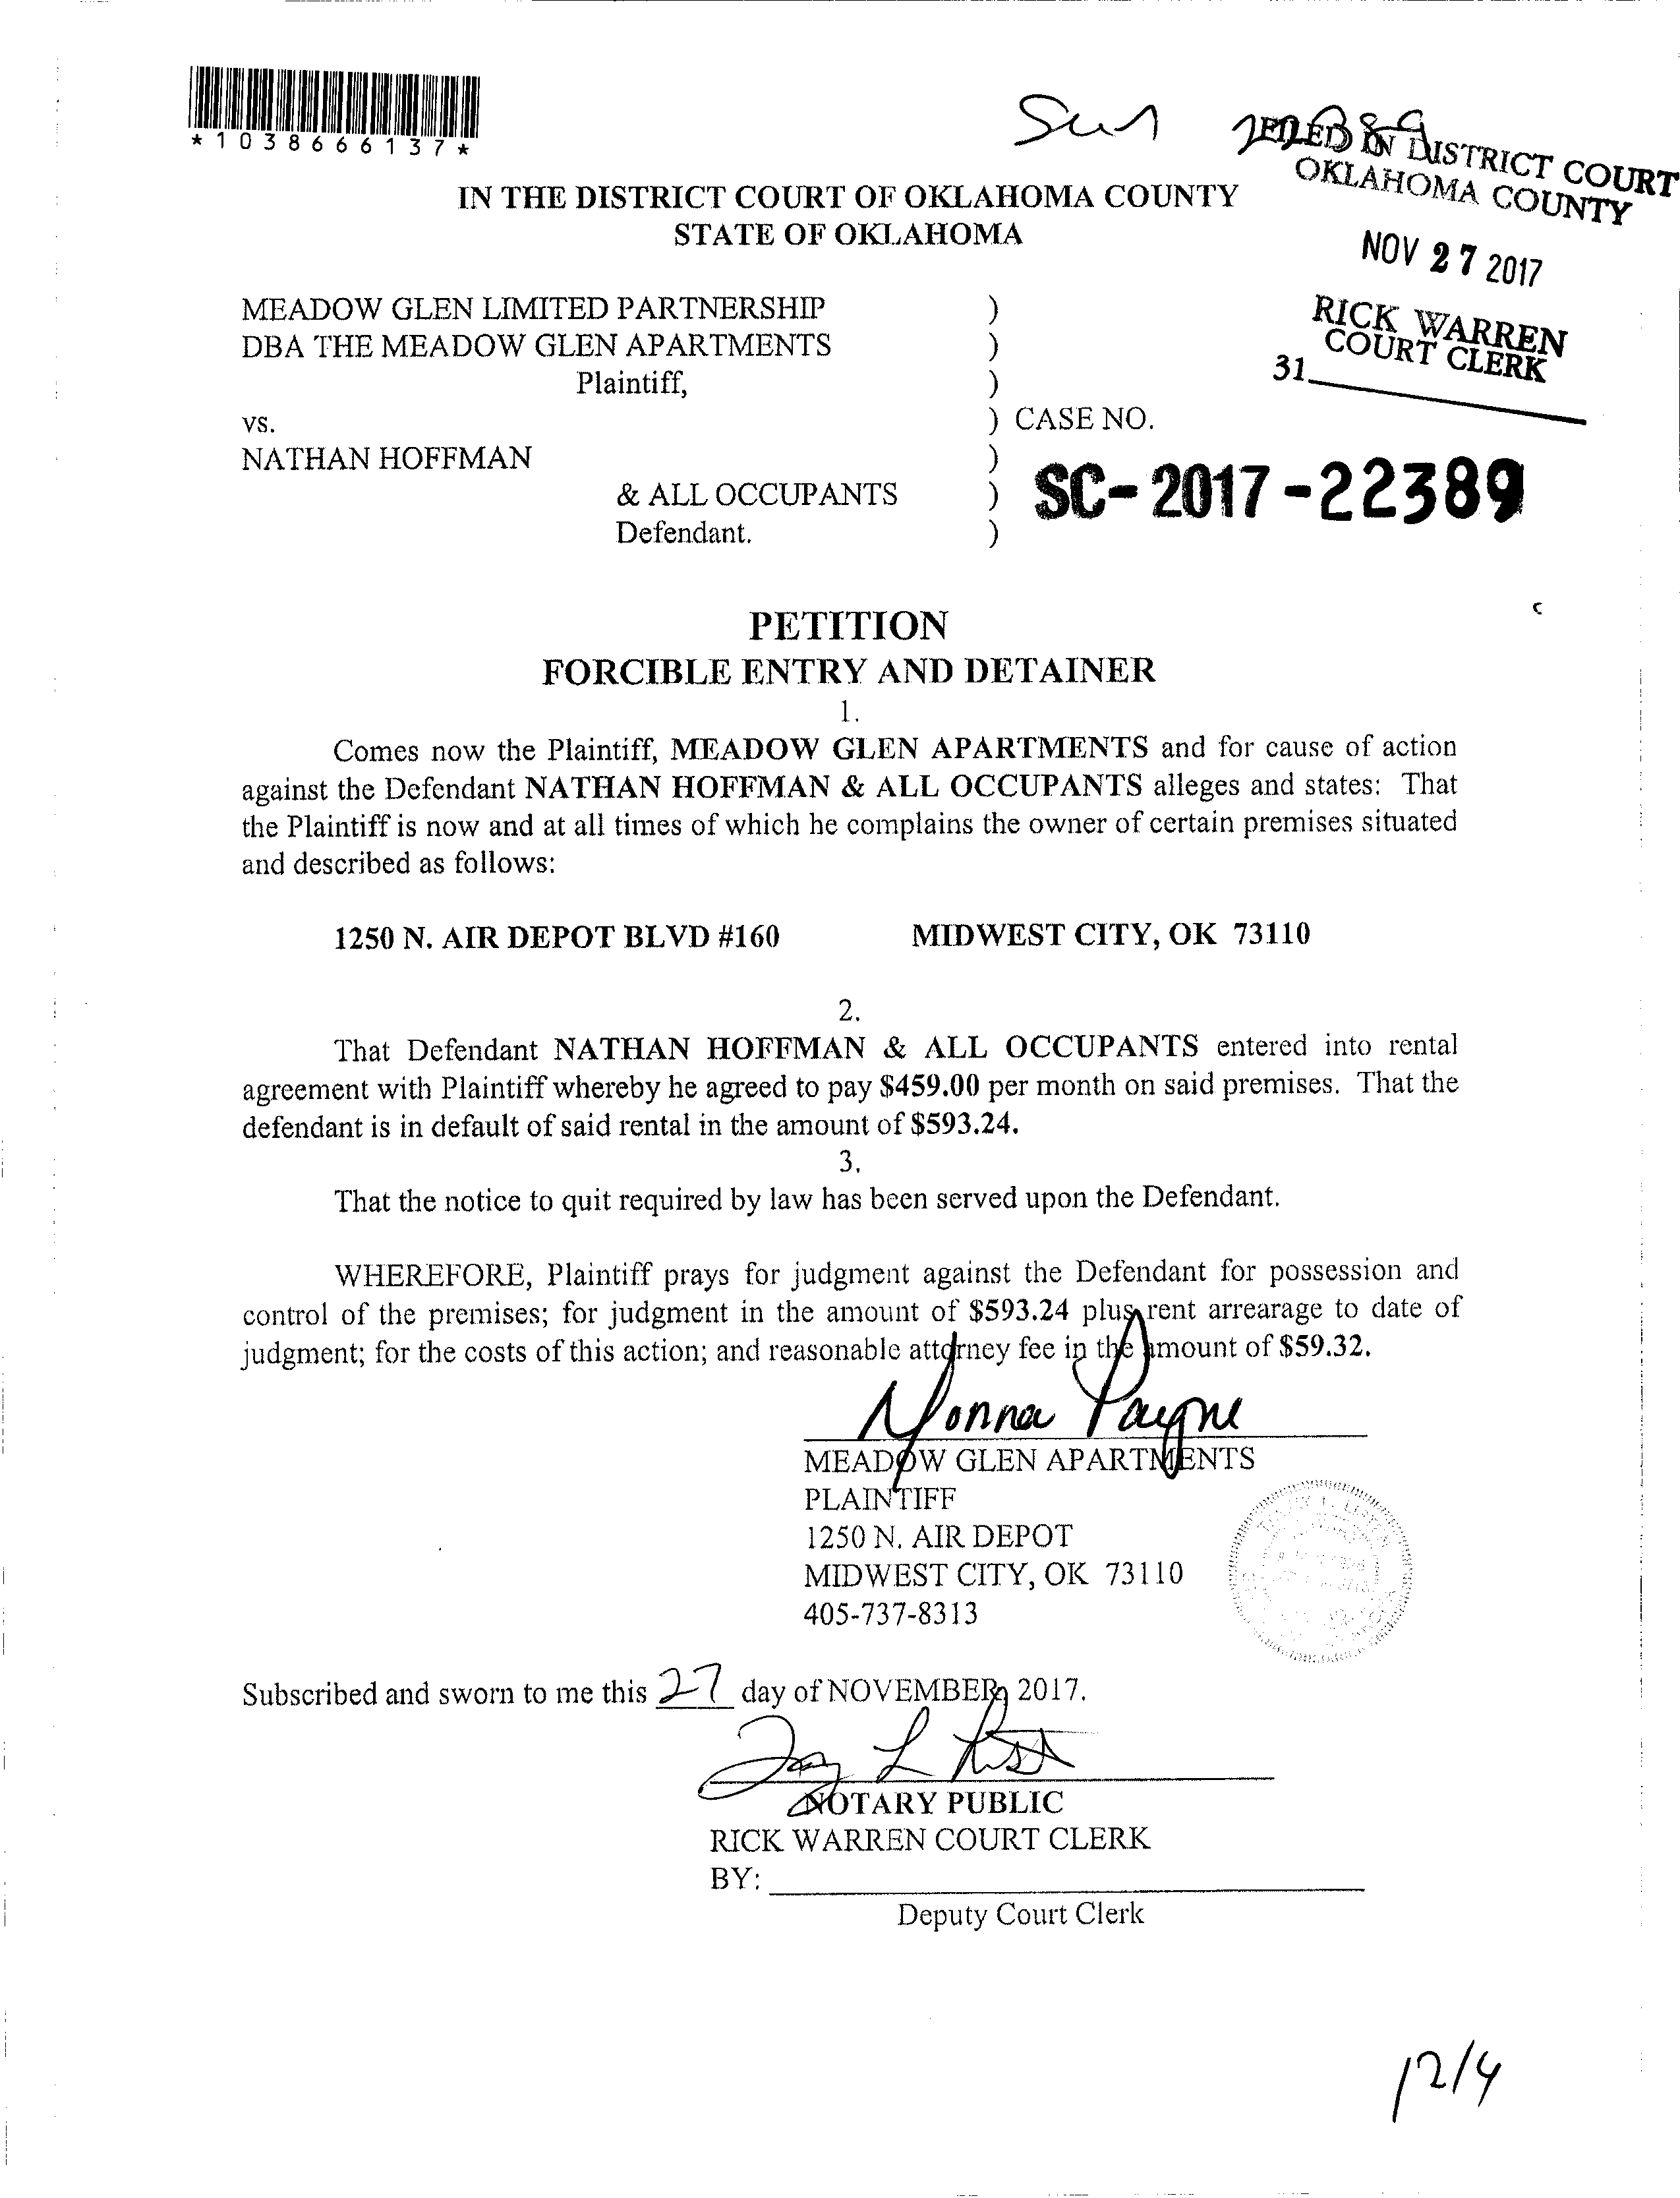 *1038666137*
FILED IN DISTRICT COURT
OKLAHOMA COUNTY
NOV 27 2017
RICK WARREN
COURT CLERK
31
IN THE DISTRICT COURT OF OKLAHOMA COUNTY
STATE OF OKLAHOMA
MEADOW GLEN LIMITED PARTNERSHIP )
DBA THE MEADOW GLEN APARTMENTS )
Plaintiff, )
vs. ) CASE NO.
NATHAN HOFFMAN )
& ALL OCCUPANTS ) SC-2017-22389
Defendant. )
PETITION
FORCIBLE ENTRY AND DETAINER
1.
Comes now the Plaintiff, MEADOW GLEN APARTMENTS and for cause of action
against the Defendant NATHAN HOFFMAN & ALL OCCUPANTS alleges and states: That
the Plaintiff is now and at all times of which he complains the owner of certain premises situated
and described as follows:
1250 N. AIR DEPOT BLVD #160 MIDWEST CITY, OK 73110
2.
That Defendant NATHAN HOFFMAN & ALL OCCUPANTS entered into rental
agreement with Plaintiff whereby he agreed to pay $459.00 per month on said premises. That the
defendant is in default of said rental in the amount of $593.24.
3.
That the notice to quit required by law has been served upon the Defendant.
WHEREFORE, Plaintiff prays for judgment against the Defendant for possession and
control of the premises; for judgment in the amount of $593.24 plus rent arrearage to date of
judgment; for the costs of this action; and reasonable attorney fee in the amount of $59.32.
Nonna Payne
MEADOW GLEN APARTMENTS
PLAINTIFF
1250 N. AIR DEPOT
MIDWEST CITY, OK 73110
405-737-8313
Subscribed and sworn to me this 27 day of NOVEMBER, 2017.
NOTARY PUBLIC
RICK WARREN COURT CLERK
BY:
Deputy Court Clerk
12/4